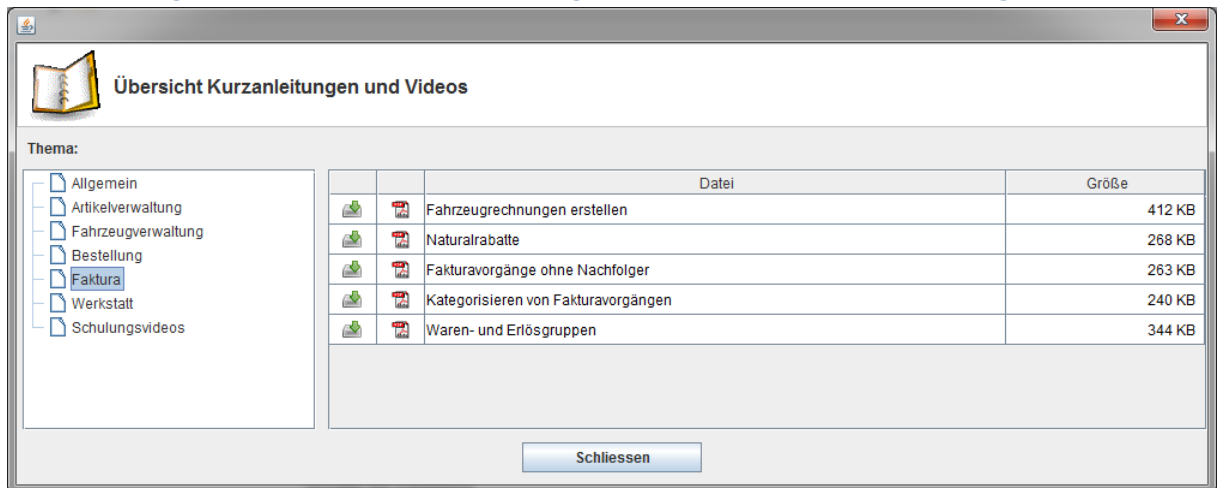 Übersicht Kurzanleitungen und Videos
Thema:
Allgemein
Artikelverwaltung
Fahrzeugverwaltung
Bestellung
Faktura
Werkstatt
Schulungsvideos
Datei Größe
Fahrzeugrechnungen erstellen 412 KB
Naturalrabatte 268 KB
Fakturavorgänge ohne Nachfolger 263 KB
Kategorisieren von Fakturavorgängen 240 KB
Waren- und Erlösgruppen 344 KB
Schliessen